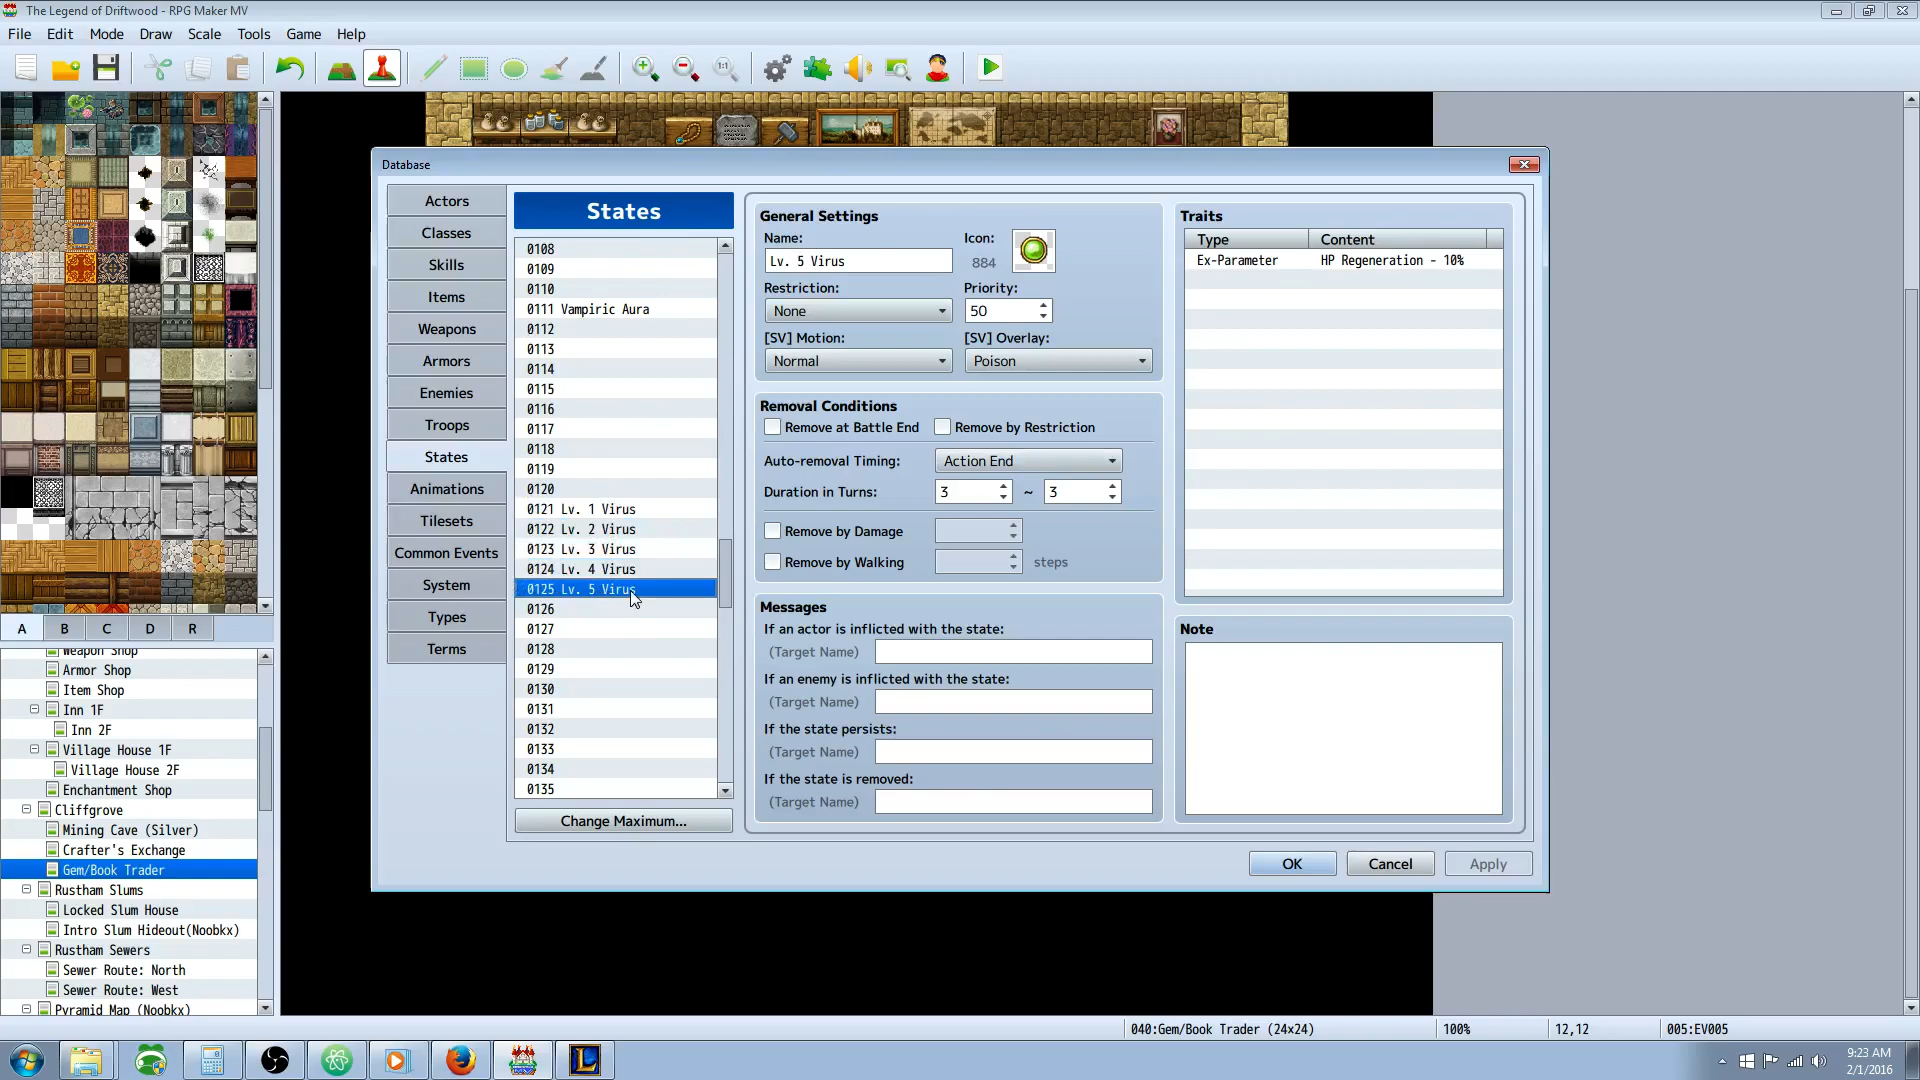 The Legend of Driftwood - RPG Maker MV
File Edit Mode Draw Scale Tools Game Help
1:1
Database
Actors
Classes
Skills
Items
Weapons
Armors
Enemies
Troops
States
Animations
Tilesets
Common Events
System
Types
Terms
States
0108
0109
0110
0111 Vampiric Aura
0112
0113
0114
0115
0116
0117
0118
0119
0120
0121 Lv. 1 Virus
0122 Lv. 2 Virus
0123 Lv. 3 Virus
0124 Lv. 4 Virus
0125 Lv. 5 Virus
0126
0127
0128
0129
0130
0131
0132
0133
0134
0135
Change Maximum...
General Settings
Name: Icon:
Lv. 5 Virus 884
Restriction: Priority:
None 50
[SV] Motion: [SV] Overlay:
Normal Poison
Removal Conditions
Remove at Battle End Remove by Restriction
Auto-removal Timing: Action End
Duration in Turns: 3 ~ 3
Remove by Damage
Remove by Walking steps
Messages
If an actor is inflicted with the state:
(Target Name)
If an enemy is inflicted with the state:
(Target Name)
If the state persists:
(Target Name)
If the state is removed:
(Target Name)
Traits
Type Content
Ex-Parameter HP Regeneration - 10%
Note
OK Cancel Apply
A B C D R
Weapon Shop
Armor Shop
Item Shop
Inn 1F
Inn 2F
Village House 1F
Village House 2F
Enchantment Shop
Cliffgrove
Mining Cave (Silver)
Crafter's Exchange
Gem/Book Trader
Rustham Slums
Locked Slum House
Intro Slum Hideout(Noobkx)
Rustham Sewers
Sewer Route: North
Sewer Route: West
Pyramid Map (Noobkx)
040:Gem/Book Trader (24x24) 100% 12,12 005:EV005
L
9:23 AM
2/1/2016